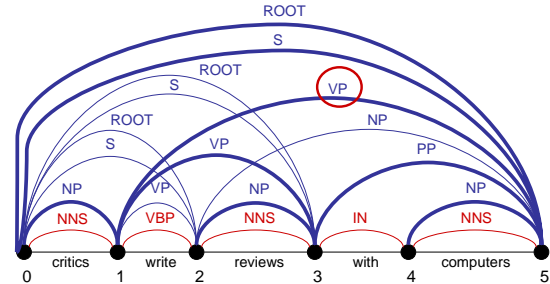 ROOT
S
ROOT
S
VP
ROOT
NP
S
VP
PP
NP
VP
NP
NP
NNS
VBP
NNS
IN
NNS
critics write reviews with computers
0 1 2 3 4 5